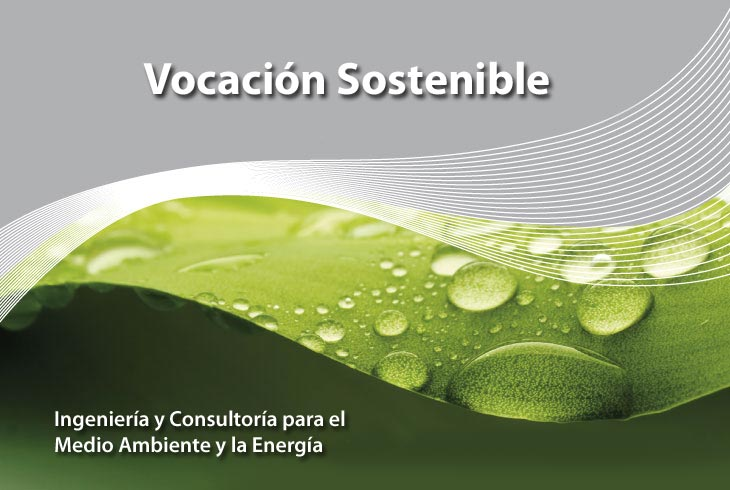 Vocación Sostenible
Ingeniería y Consultoría para el
Medio Ambiente y la Energía